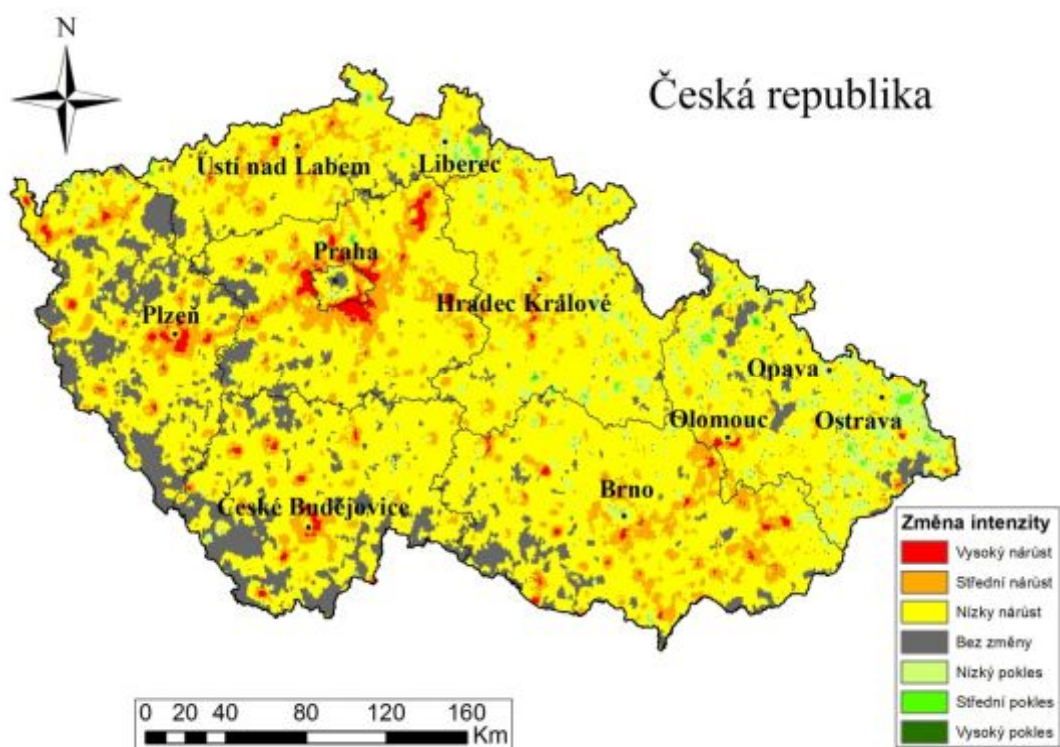 N
Česká republika
Ústí nad Labem
Liberec
Praha
Hradec Králové
Plzeň
Opava
Olomouc
Ostrava
Brno
České Budějovice
Změna intenzity
Vysoký nárůst
Střední nárůst
Nízky nárůst
Bez změny
Nízký pokles
Střední pokles
Vysoký pokles
0 20 40 80 120 160
Km